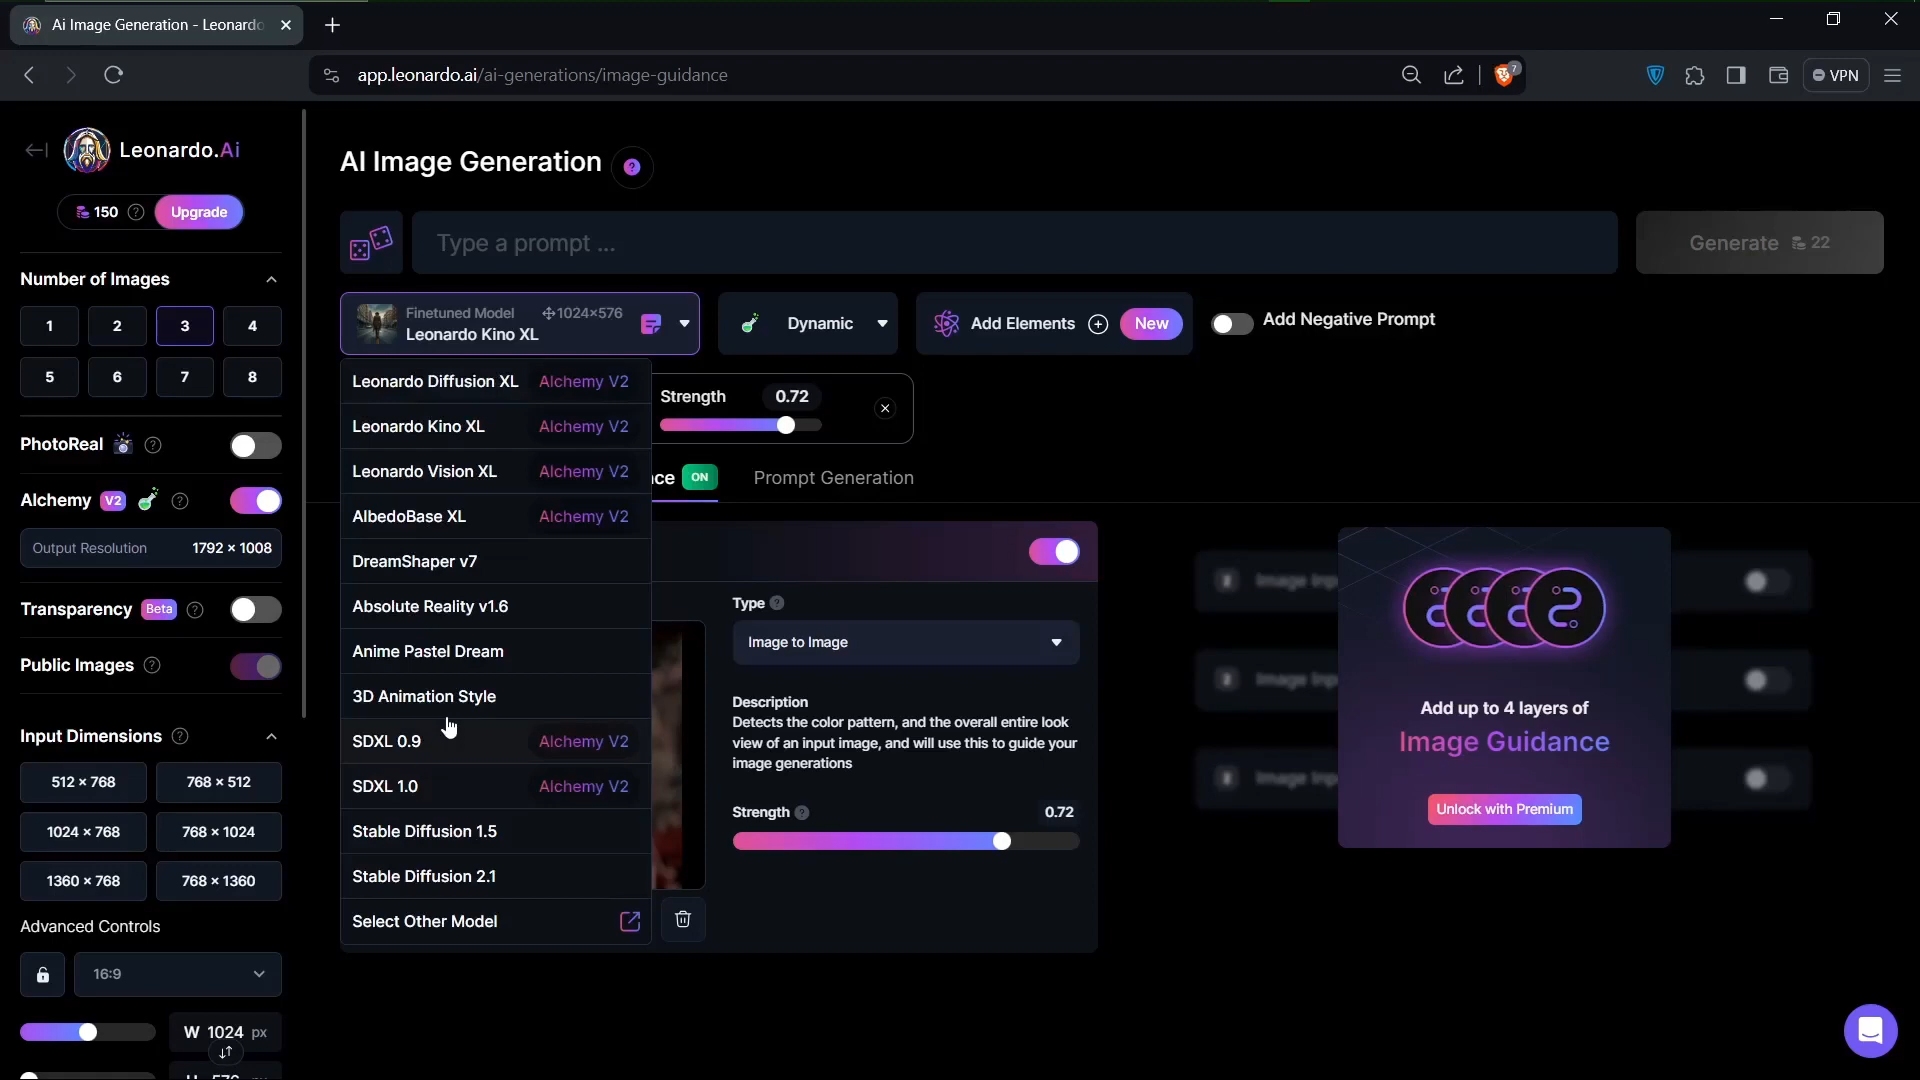 Ai Image Generation - Leonardo
app.leonardo.ai/ai-generations/image-guidance
7
VPN
Leonardo.Ai
150
Upgrade
Number of Images
1 2 3 4
5 6 7 8
PhotoReal
Alchemy V2
Output Resolution 1792 × 1008
Transparency Beta
Public Images
Input Dimensions
512 × 768 768 × 512
1024 × 768 768 × 1024
1360 × 768 768 × 1360
Advanced Controls
16:9
W 1024 px
AI Image Generation
?
Type a prompt ...
Generate 22
Finetuned Model 1024×576
Leonardo Kino XL
Dynamic
Add Elements New
Add Negative Prompt
Leonardo Diffusion XL Alchemy V2
Leonardo Kino XL Alchemy V2
Leonardo Vision XL Alchemy V2
AlbedoBase XL Alchemy V2
DreamShaper v7
Absolute Reality v1.6
Anime Pastel Dream
3D Animation Style
SDXL 0.9 Alchemy V2
SDXL 1.0 Alchemy V2
Stable Diffusion 1.5
Stable Diffusion 2.1
Select Other Model
Strength 0.72
ce ON
Prompt Generation
Type
Image to Image
Description
Detects the color pattern, and the overall entire look
view of an input image, and will use this to guide your
image generations
Strength 0.72
Image Inp
Image Inp
Image Inp
Add up to 4 layers of
Image Guidance
Unlock with Premium